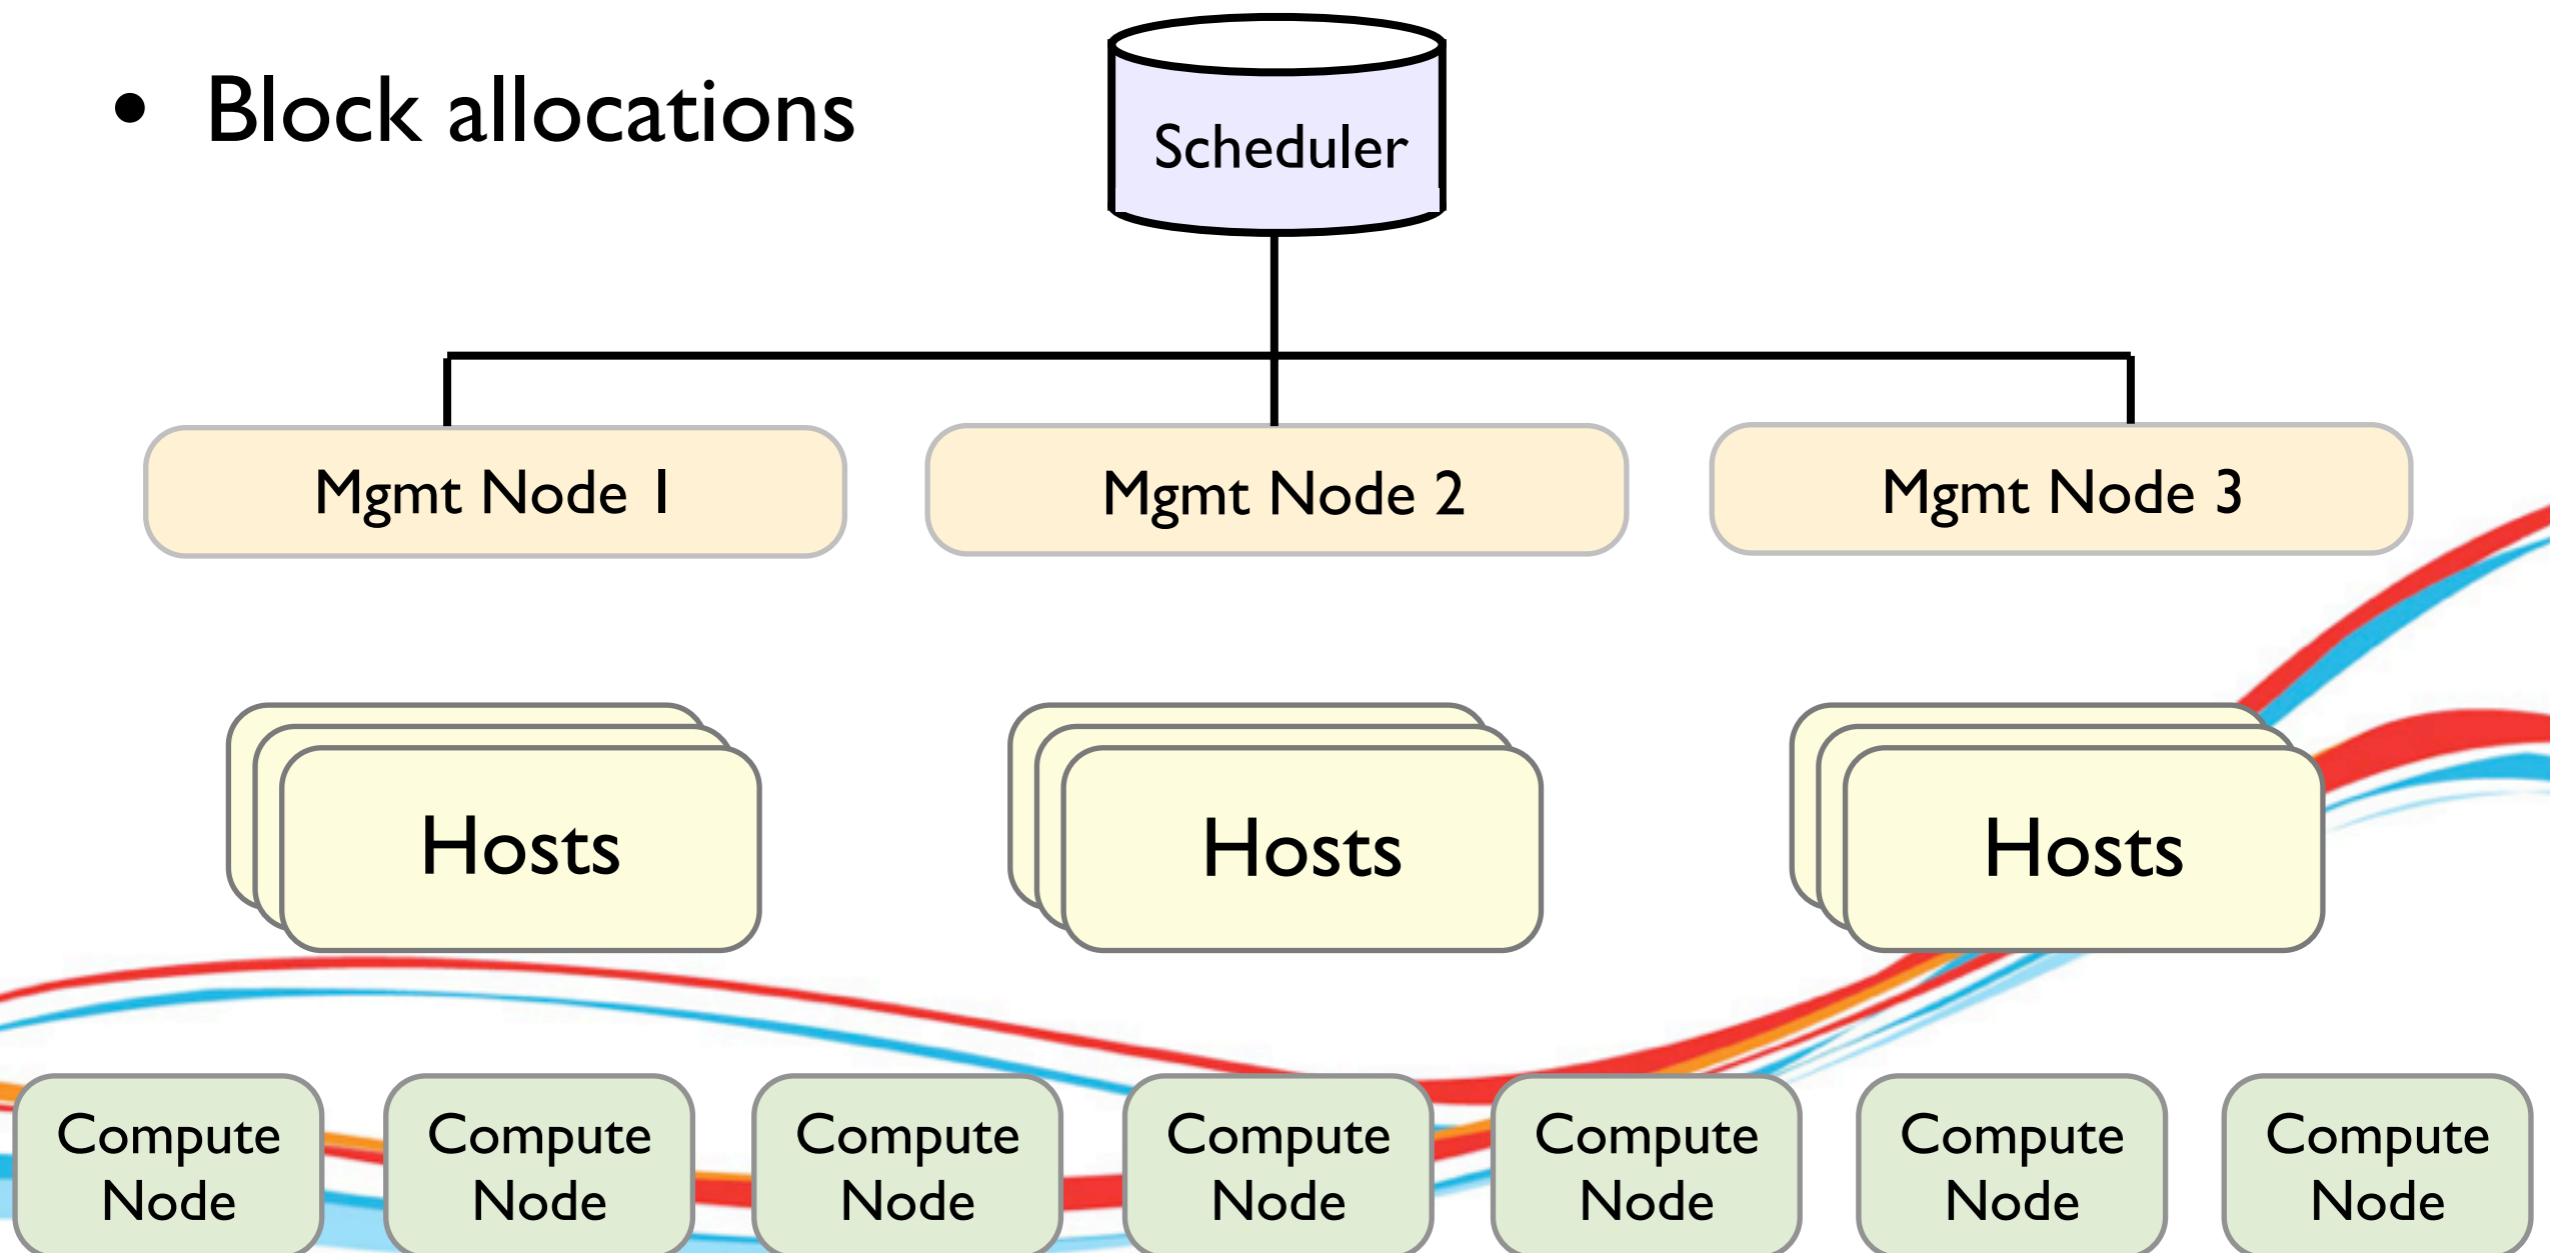 • Block allocations
Scheduler
Mgmt Node 1
Mgmt Node 2
Mgmt Node 3
Hosts
Hosts
Hosts
Compute
Node
Compute
Node
Compute
Node
Compute
Node
Compute
Node
Compute
Node
Compute
Node